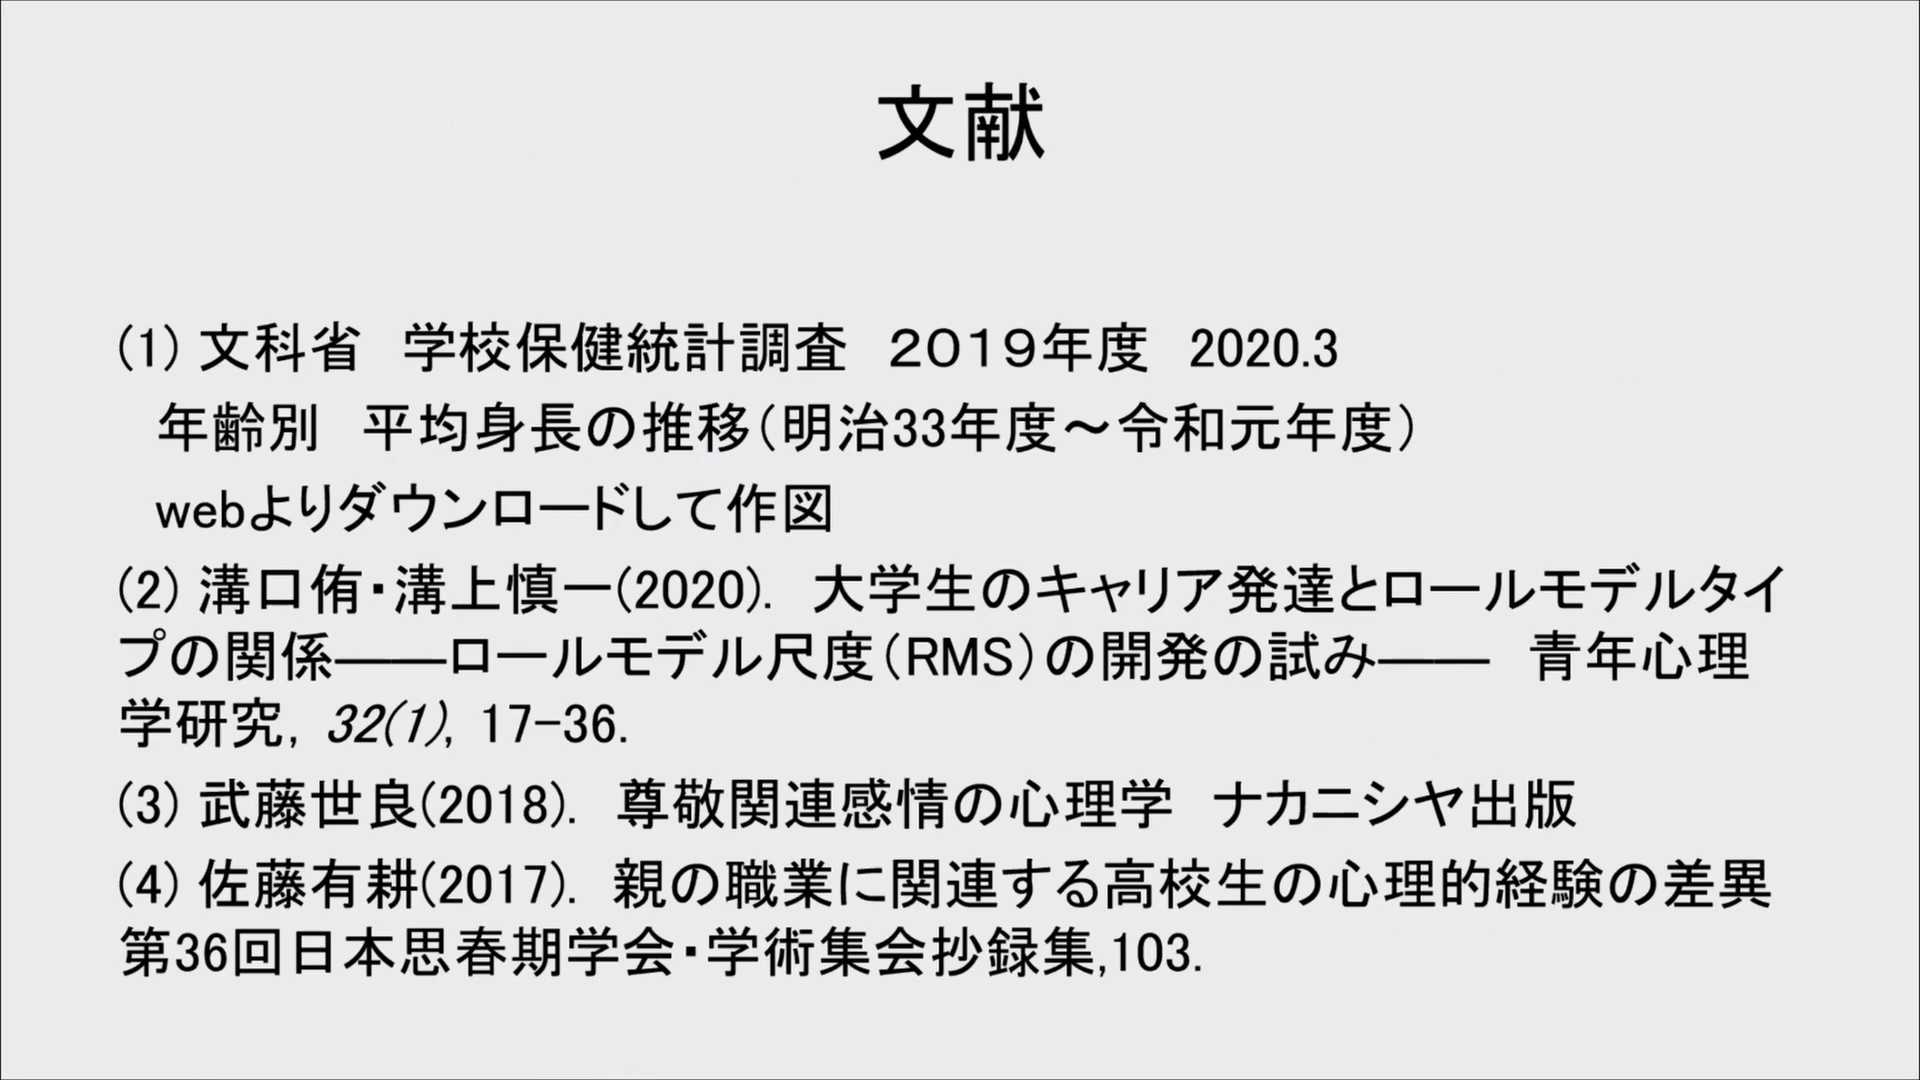 文献
(1) 文科省　学校保健統計調査　２０１９年度　2020.3
年齢別　平均身長の推移（明治33年度～令和元年度）
webよりダウンロードして作図
(2) 溝口侑・溝上慎一(2020).　大学生のキャリア発達とロールモデルタイ
プの関係――ロールモデル尺度（RMS）の開発の試み――　青年心理
学研究, 32(1), 17-36.
(3) 武藤世良(2018).　尊敬関連感情の心理学　ナカニシヤ出版
(4) 佐藤有耕(2017).　親の職業に関連する高校生の心理的経験の差異
第36回日本思春期学会・学術集会抄録集,103.